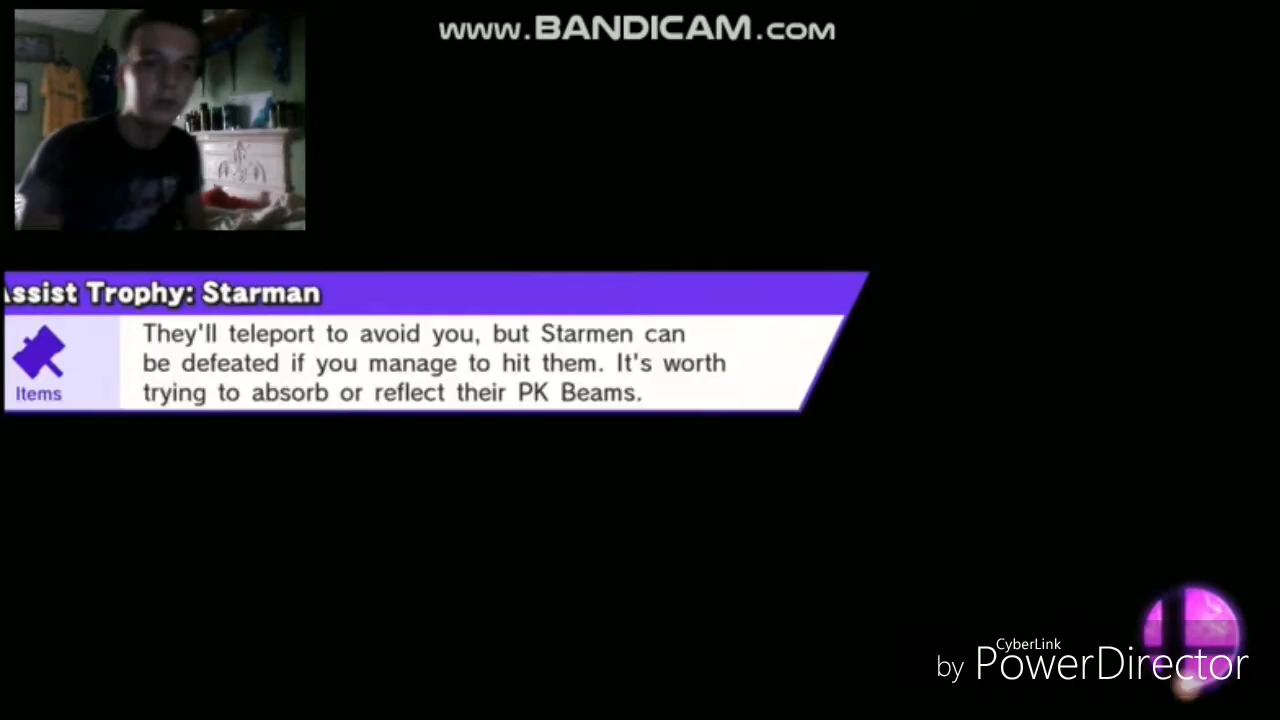 www.BANDICAM.com
Assist Trophy: Starman
They'll teleport to avoid you, but Starmen can
be defeated if you manage to hit them. It's worth
trying to absorb or reflect their PK Beams.
Items
CyberLink
by PowerDirector